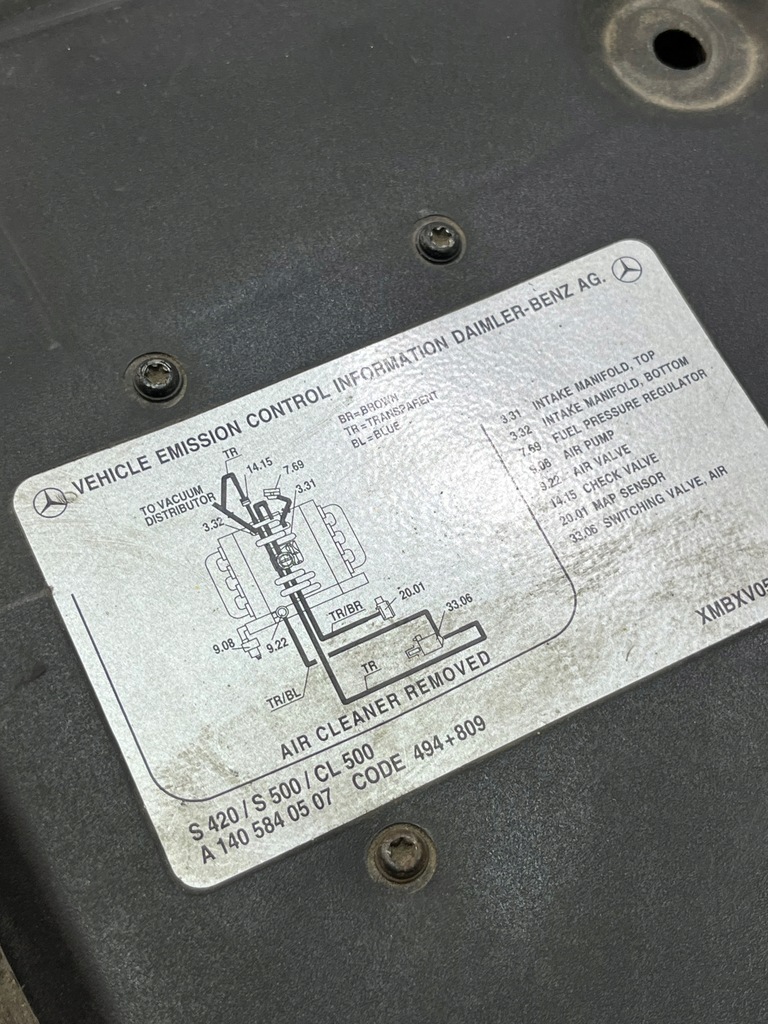 VEHICLE EMISSION CONTROL INFORMATION DAIMLER-BENZ AG.
BR=BROWN
TR=TRANSPARENT
BL=BLUE
3.31 INTAKE MANIFOLD, TOP
3.32 INTAKE MANIFOLD, BOTTOM
7.69 FUEL PRESSURE REGULATOR
9.08 AIR PUMP
9.22 AIR VALVE
14.15 CHECK VALVE
20.01 MAP SENSOR
33.06 SWITCHING VALVE, AIR
TR
14.15
7.69
TO VACUUM
DISTRIBUTOR
3.32
3.31
TR/BR
20.01
33.06
9.08
9.22
TR
TR/BL
AIR CLEANER REMOVED
XMBXV05
S 420 / S 500 / CL 500
A 140 584 05 07 CODE 494+809